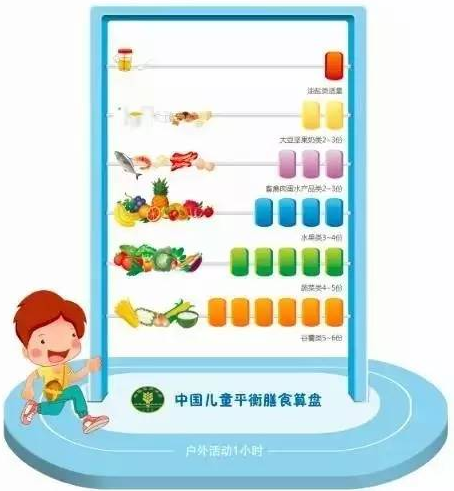 油盐类适量
大豆坚果奶类2~3份
畜禽肉蛋水产品类2~3份
水果类3~4份
蔬菜类4~5份
谷薯类5~6份
中国儿童平衡膳食算盘
户外活动1小时